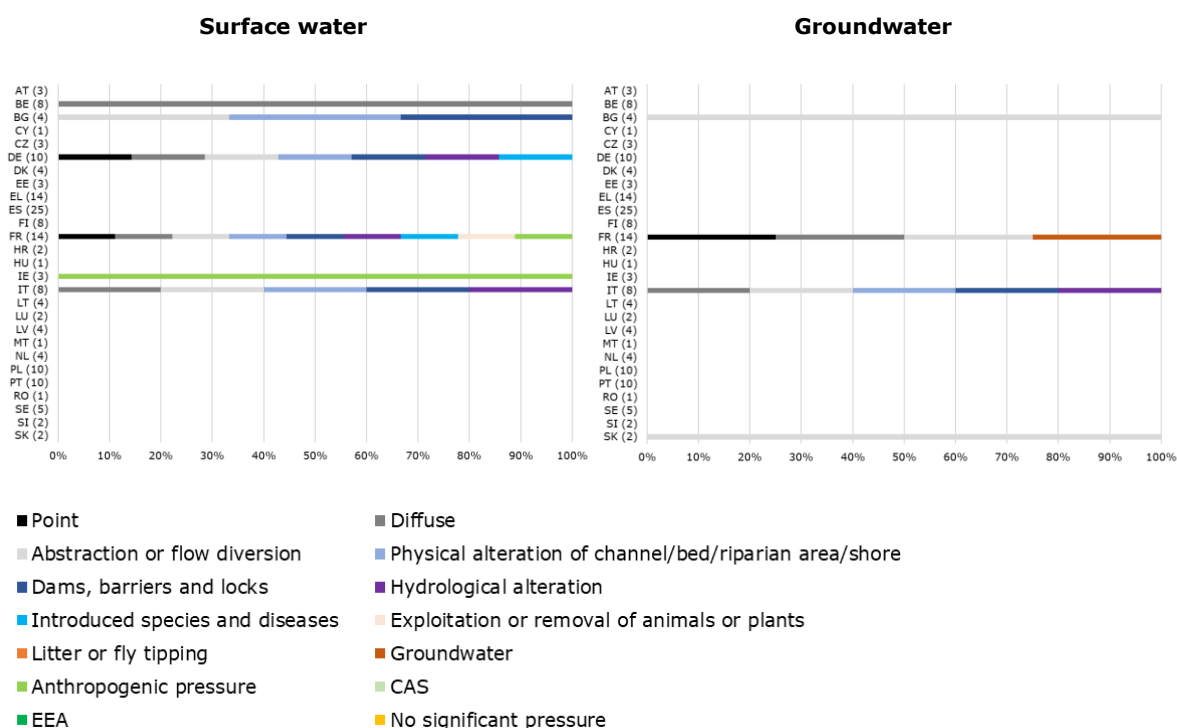 Surface water
Groundwater
AT (3)
BE (8)
BG (4)
CY (1)
CZ (3)
DE (10)
DK (4)
EE (3)
EL (14)
ES (25)
FI (8)
FR (14)
HR (2)
HU (1)
IE (3)
IT (8)
LT (4)
LU (2)
LV (4)
MT (1)
NL (4)
PL (10)
PT (10)
RO (1)
SE (5)
SI (2)
SK (2)
0% 10% 20% 30% 40% 50% 60% 70% 80% 90% 100%
AT (3)
BE (8)
BG (4)
CY (1)
CZ (3)
DE (10)
DK (4)
EE (3)
EL (14)
ES (25)
FI (8)
FR (14)
HR (2)
HU (1)
IE (3)
IT (8)
LT (4)
LU (2)
LV (4)
MT (1)
NL (4)
PL (10)
PT (10)
RO (1)
SE (5)
SI (2)
SK (2)
0% 10% 20% 30% 40% 50% 60% 70% 80% 90% 100%
Point
Diffuse
Abstraction or flow diversion
Physical alteration of channel/bed/riparian area/shore
Dams, barriers and locks
Hydrological alteration
Introduced species and diseases
Exploitation or removal of animals or plants
Litter or fly tipping
Groundwater
Anthropogenic pressure
CAS
EEA
No significant pressure